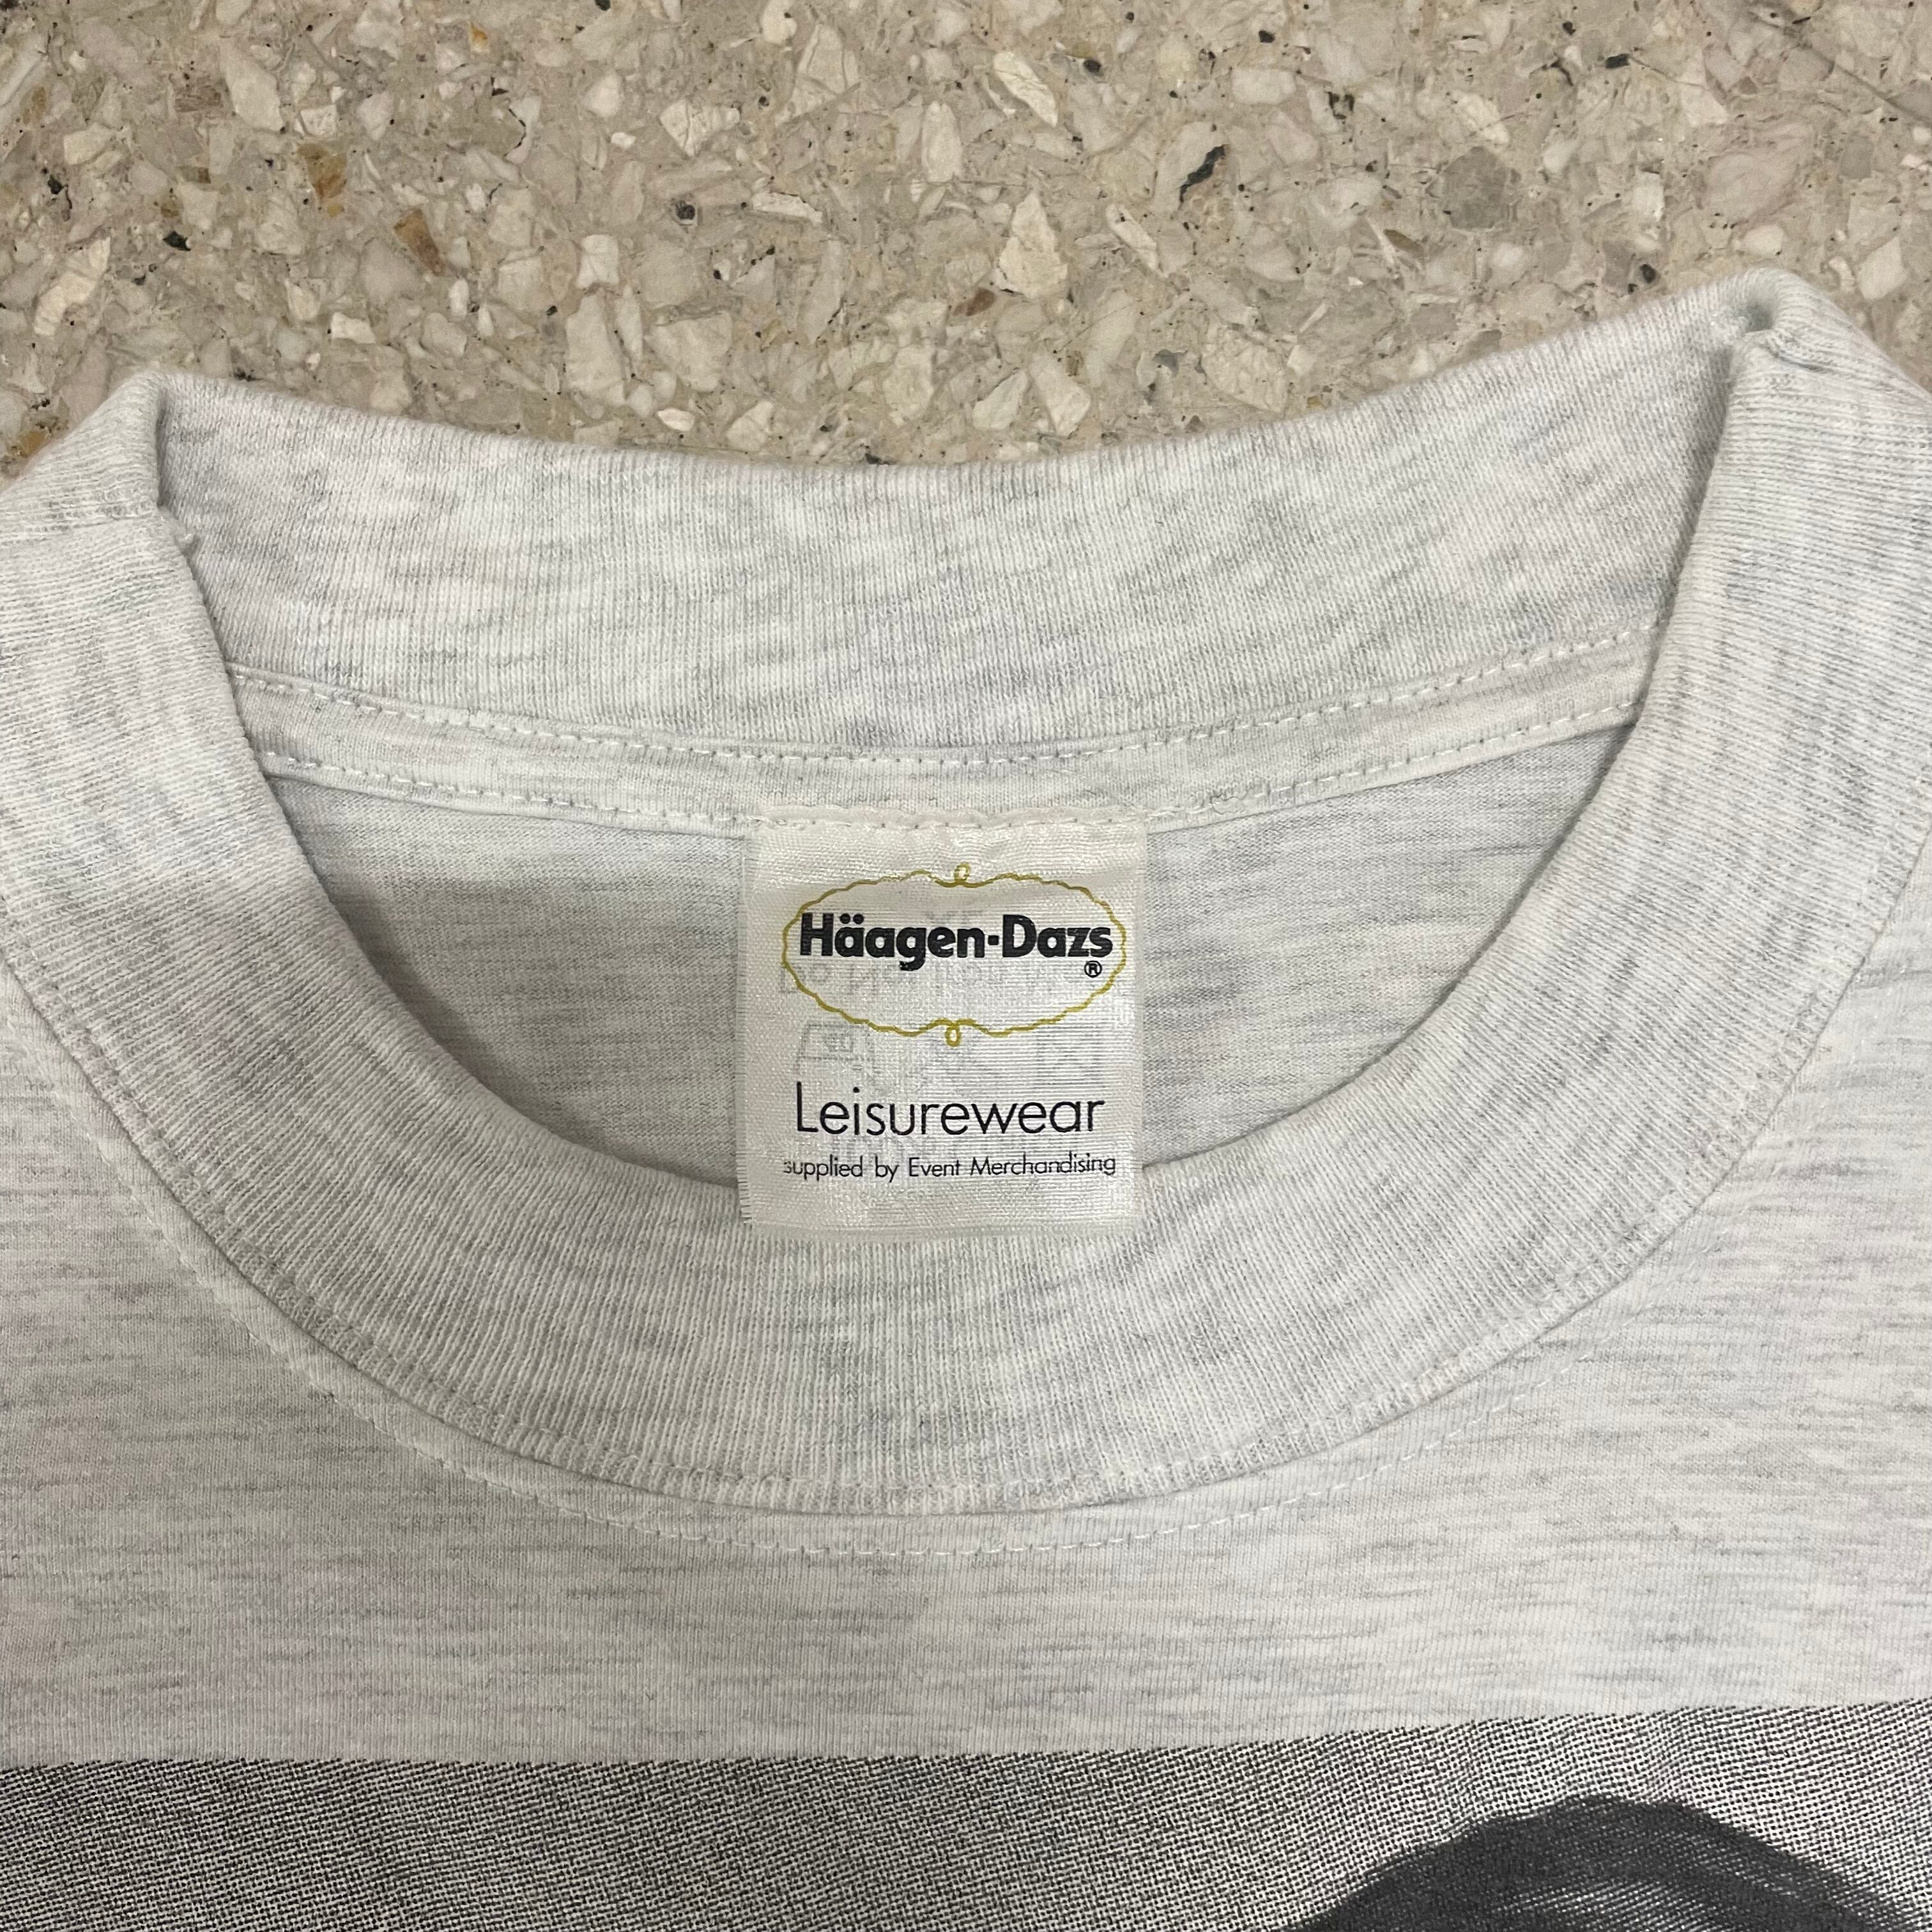 Häagen-Dazs
®
Leisurewear
supplied by Event Merchandising